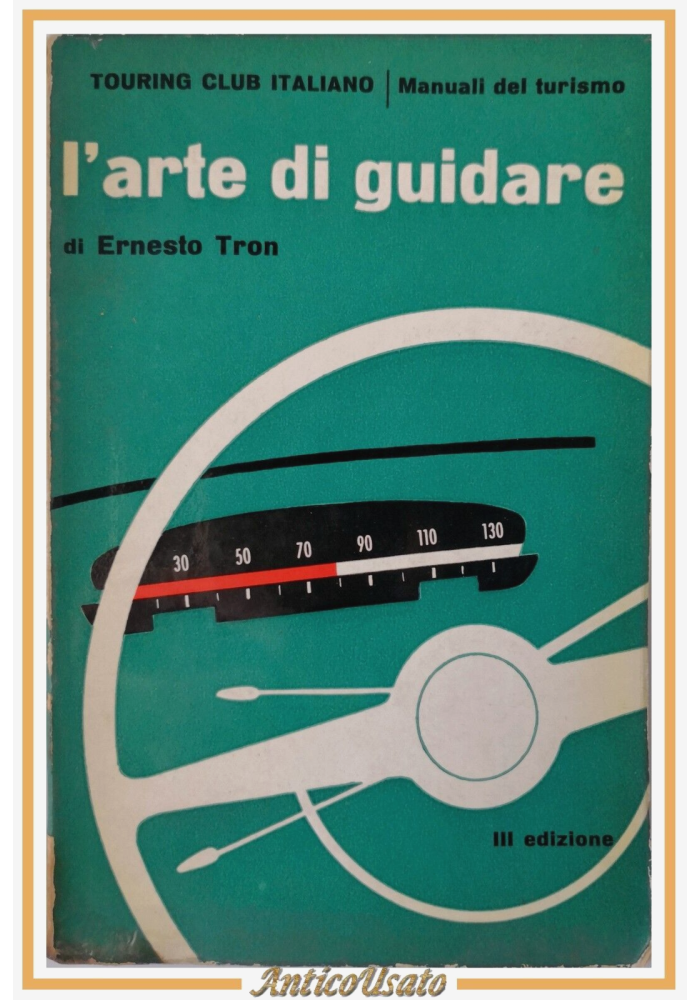 TOURING CLUB ITALIANO | Manuali del turismo
l'arte di guidare
di Ernesto Tron
30 50 70 90 110 130
III edizione
AnticoUsato